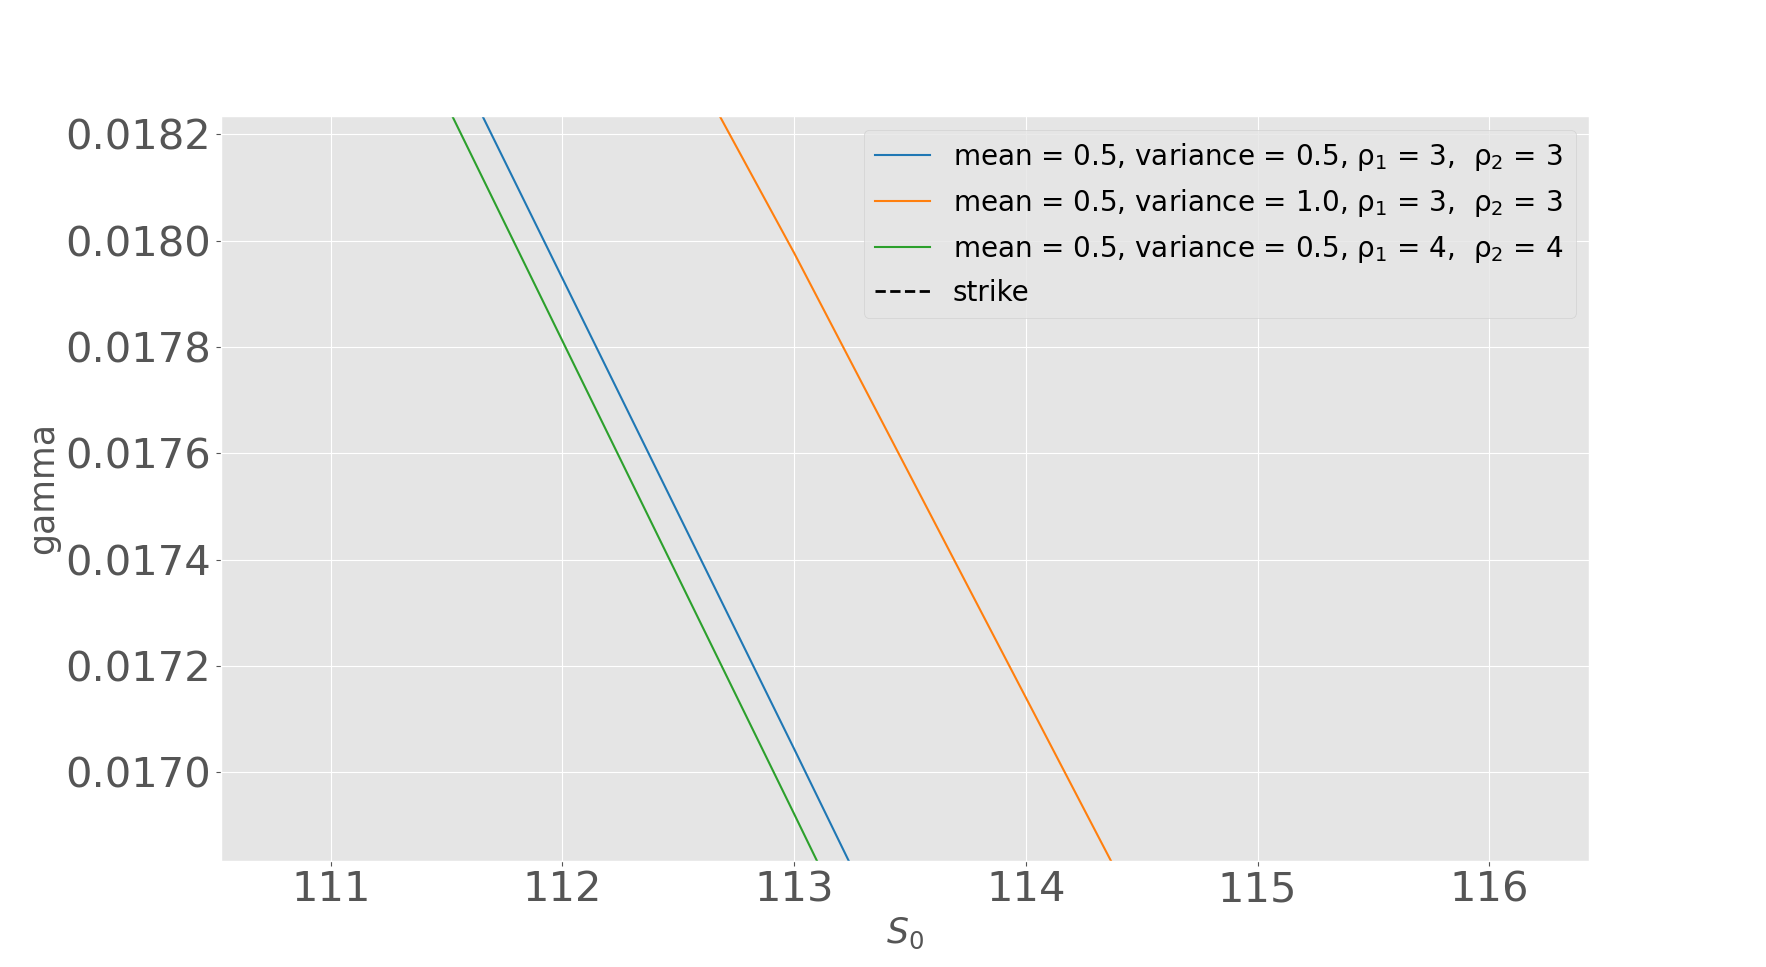 0.0182
0.0180
0.0178
0.0176
0.0174
0.0172
0.0170
gamma
mean = 0.5, variance = 0.5, ρ₁ = 3, ρ₂ = 3
mean = 0.5, variance = 1.0, ρ₁ = 3, ρ₂ = 3
mean = 0.5, variance = 0.5, ρ₁ = 4, ρ₂ = 4
strike
111 112 113 114 115 116
S₀